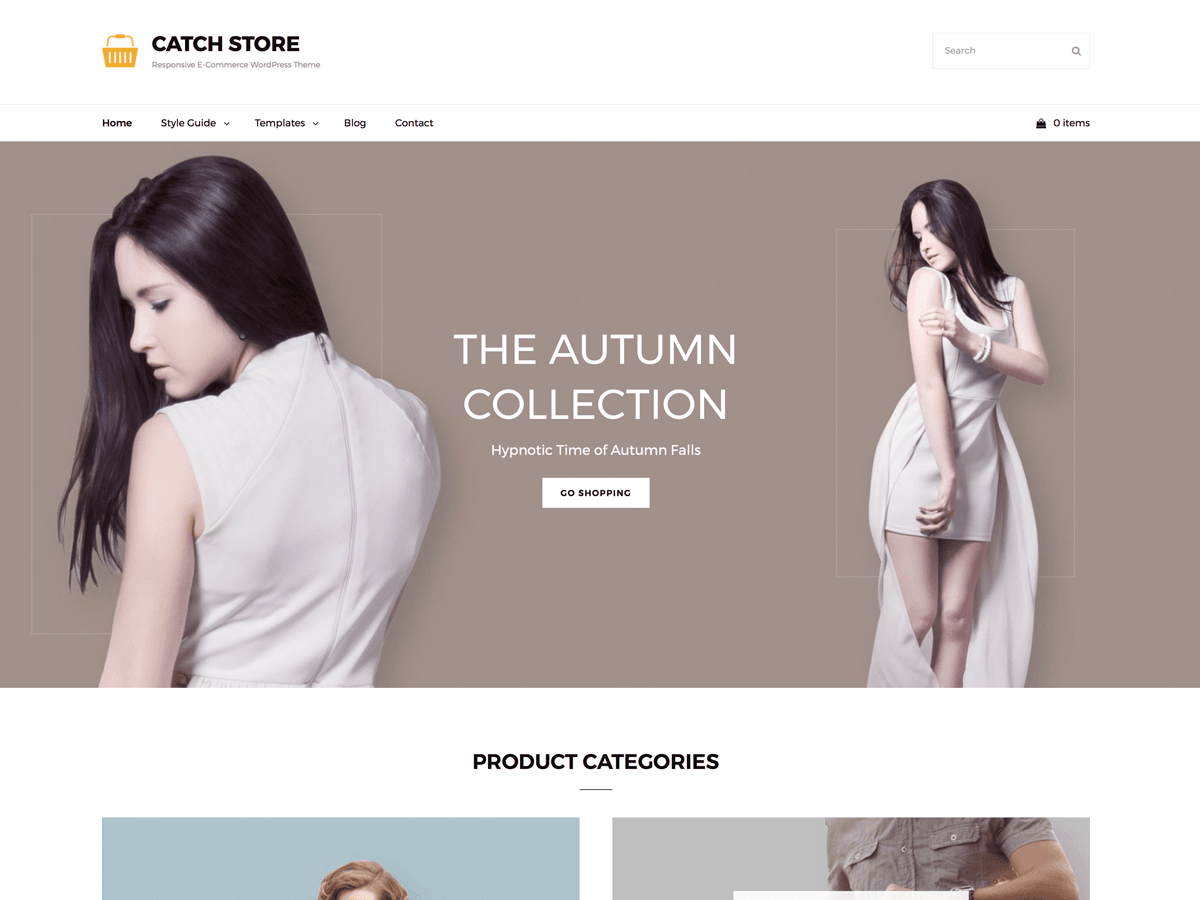 CATCH STORE
Responsive E-Commerce WordPress Theme
Search
Home
Style Guide
Templates
Blog
Contact
0 items
THE AUTUMN
COLLECTION
Hypnotic Time of Autumn Falls
GO SHOPPING
PRODUCT CATEGORIES